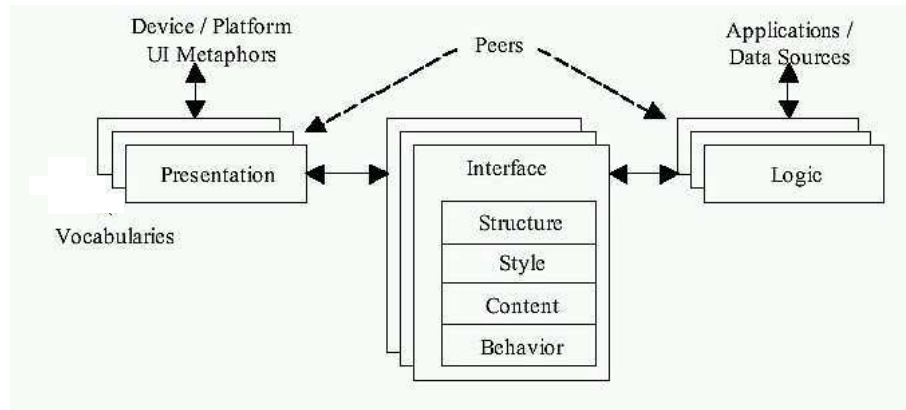 Device / Platform
UI Metaphors
Peers
Applications /
Data Sources
Presentation
Vocabularies
Interface
Structure
Style
Content
Behavior
Logic